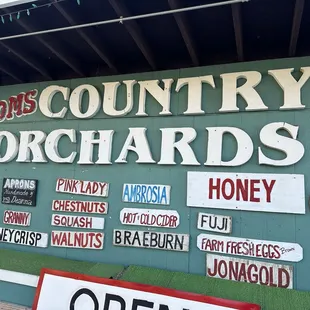 OMS COUNTRY
ORCHARDS
APRONS
PINK LADY
AMBROSIA
HONEY
GRANNY
CHESTNUTS
HOT·COLD CIDER
FUJI
SQUASH
NEYCRISP
WALNUTS
BRAEBURN
FARM FRESH EGGS
JONAGOLD
OPEN